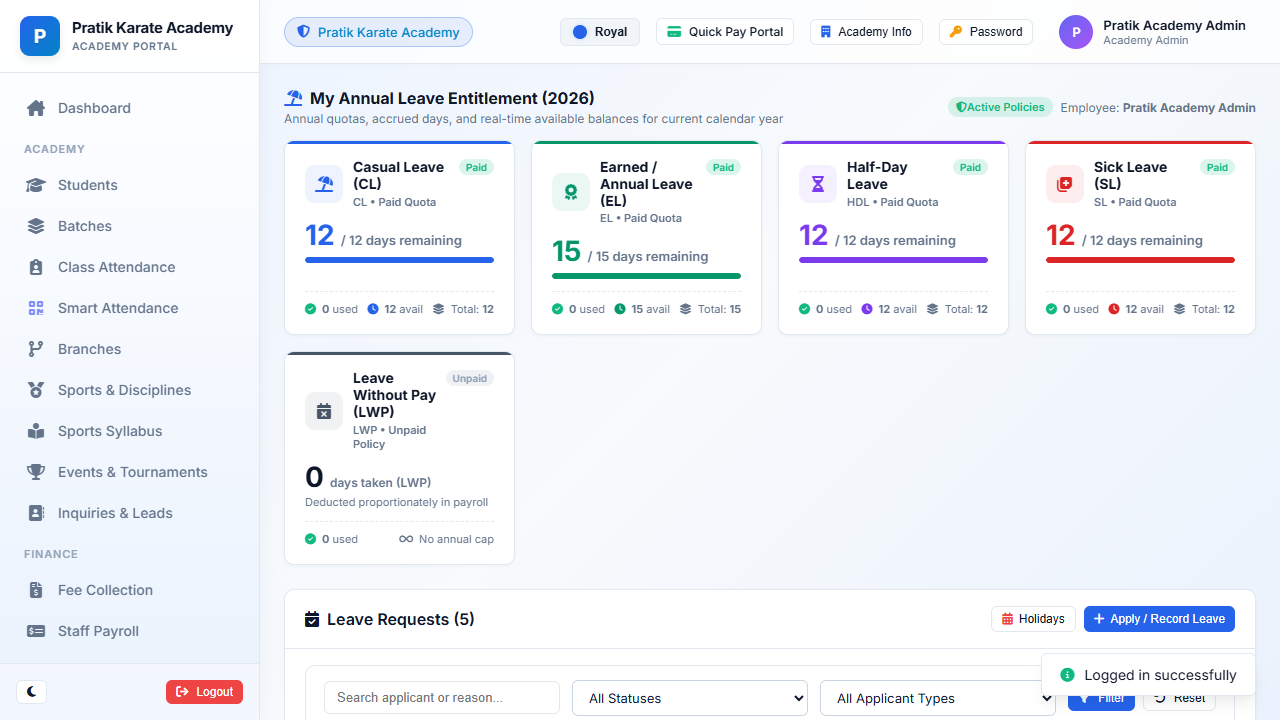 P
Pratik Karate Academy
ACADEMY PORTAL
Dashboard
ACADEMY
Students
Batches
Class Attendance
Smart Attendance
Branches
Sports & Disciplines
Sports Syllabus
Events & Tournaments
Inquiries & Leads
FINANCE
Fee Collection
Staff Payroll
Logout
Pratik Karate Academy
Royal
Quick Pay Portal
Academy Info
Password
P
Pratik Academy Admin
Academy Admin
My Annual Leave Entitlement (2026)
Annual quotas, accrued days, and real-time available balances for current calendar year
Active Policies
Employee: Pratik Academy Admin
Casual Leave
(CL)
Paid
CL • Paid Quota
12 / 12 days remaining
0 used 12 avail Total: 12
Earned /
Annual Leave
(EL)
Paid
EL • Paid Quota
15 / 15 days remaining
0 used 15 avail Total: 15
Half-Day
Leave
Paid
HDL • Paid Quota
12 / 12 days remaining
0 used 12 avail Total: 12
Sick Leave
(SL)
Paid
SL • Paid Quota
12 / 12 days remaining
0 used 12 avail Total: 12
Leave
Without Pay
(LWP)
Unpaid
LWP • Unpaid
Policy
0 days taken (LWP)
Deducted proportionately in payroll
0 used No annual cap
Leave Requests (5)
Holidays
Apply / Record Leave
Search applicant or reason...
All Statuses
All Applicant Types
Filter
Reset
Logged in successfully